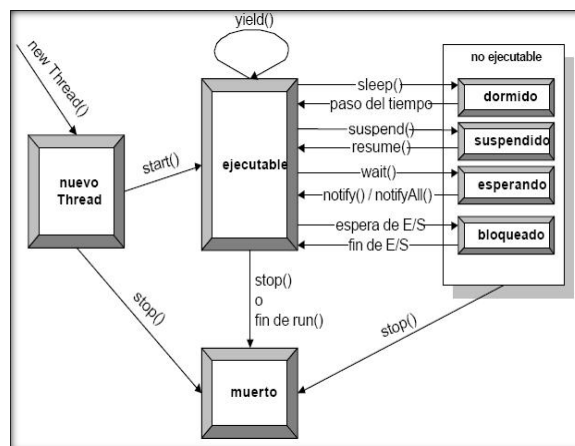 yield()
new Thread()
no ejecutable
sleep()
dormido
paso del tiempo
suspend()
suspendido
resume()
ejecutable
start()
nuevo
Thread
wait()
esperando
notify() / notifyAll()
espera de E/S
bloqueado
fin de E/S
stop()
stop()
o
fin de run()
stop()
muerto